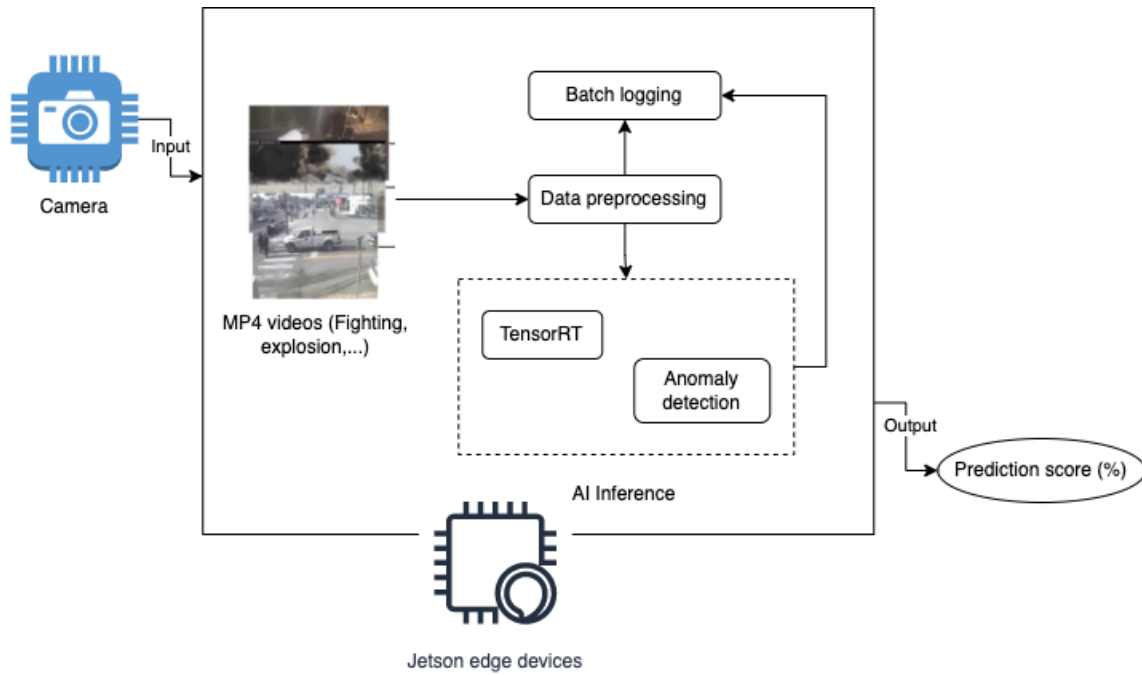 Batch logging
Input
Data preprocessing
Camera
MP4 videos (Fighting,
explosion,...)
TensorRT
Anomaly
detection
Output
Prediction score (%)
AI Inference
Jetson edge devices